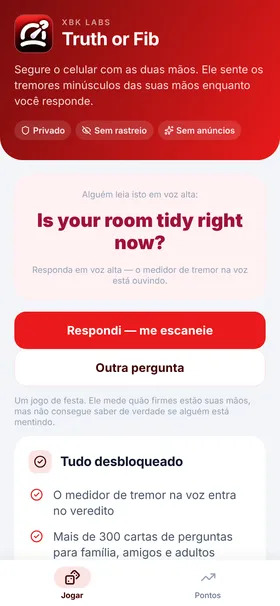 XBK LABS
Truth or Fib
Segure o celular com as duas mãos. Ele sente os
tremores minúsculos das suas mãos enquanto
você responde.
Privado
Sem rastreio
Sem anúncios
Alguém leia isto em voz alta:
Is your room tidy right
now?
Responda em voz alta — o medidor de tremor na voz
está ouvindo.
Respondi — me escaneie
Outra pergunta
Um jogo de festa. Ele mede quão firmes estão suas mãos,
mas não consegue saber de verdade se alguém está
mentindo.
Tudo desbloqueado
O medidor de tremor na voz entra
no veredito
Mais de 300 cartas de perguntas
para família, amigos e adultos
Jogar
Pontos